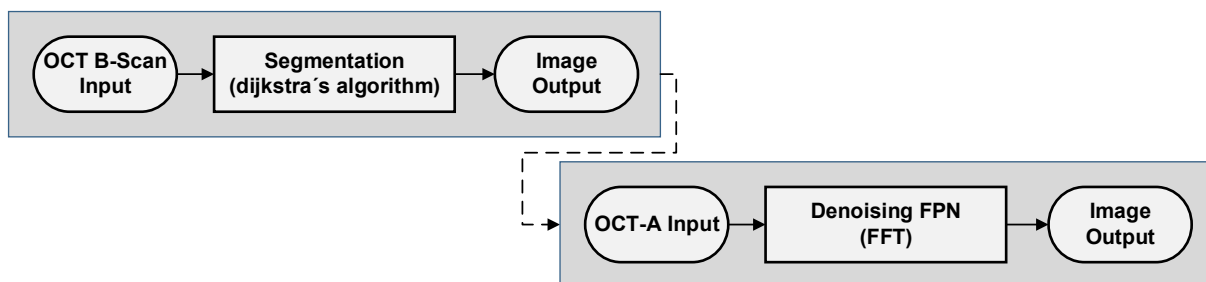 OCT B-Scan
Input
Segmentation
(dijkstra´s algorithm)
Image
Output
OCT-A Input
Denoising FPN
(FFT)
Image
Output